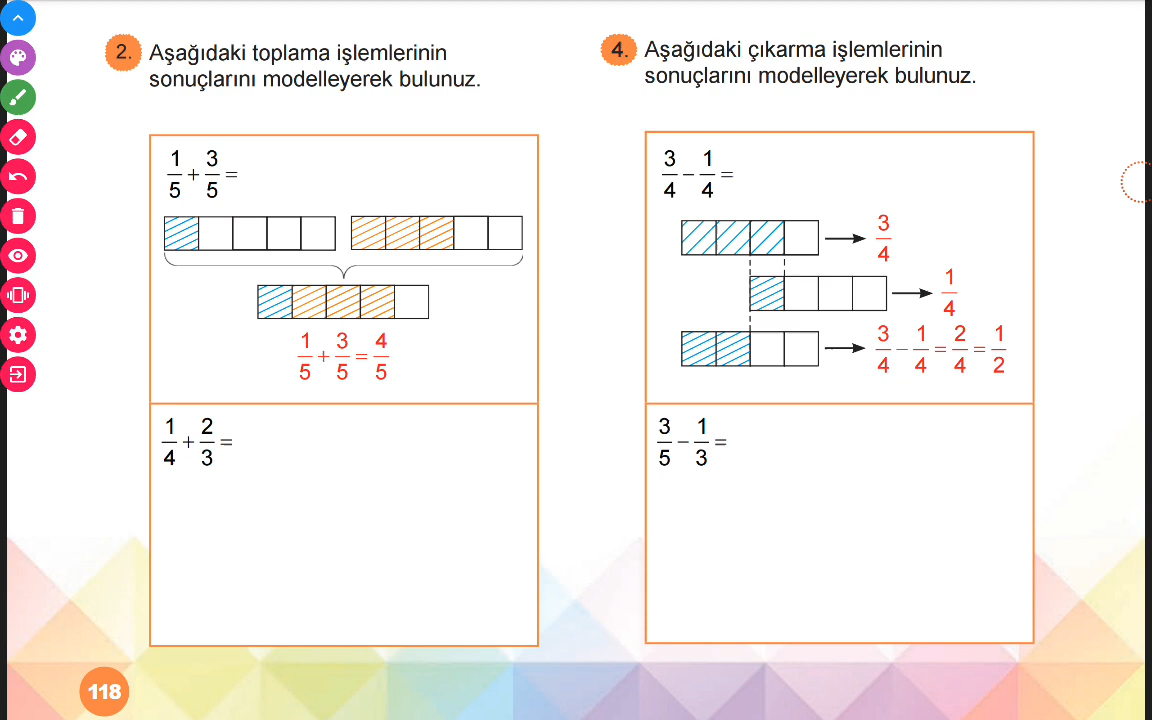 2. Aşağıdaki toplama işlemlerinin
sonuçlarını modelleyerek bulunuz.
1/5 + 3/5 =
1/5 + 3/5 = 4/5
1/4 + 2/3 =
4. Aşağıdaki çıkarma işlemlerinin
sonuçlarını modelleyerek bulunuz.
3/4 − 1/4 =
3/4
1/4
3/4 − 1/4 = 2/4 = 1/2
3/5 − 1/3 =
118